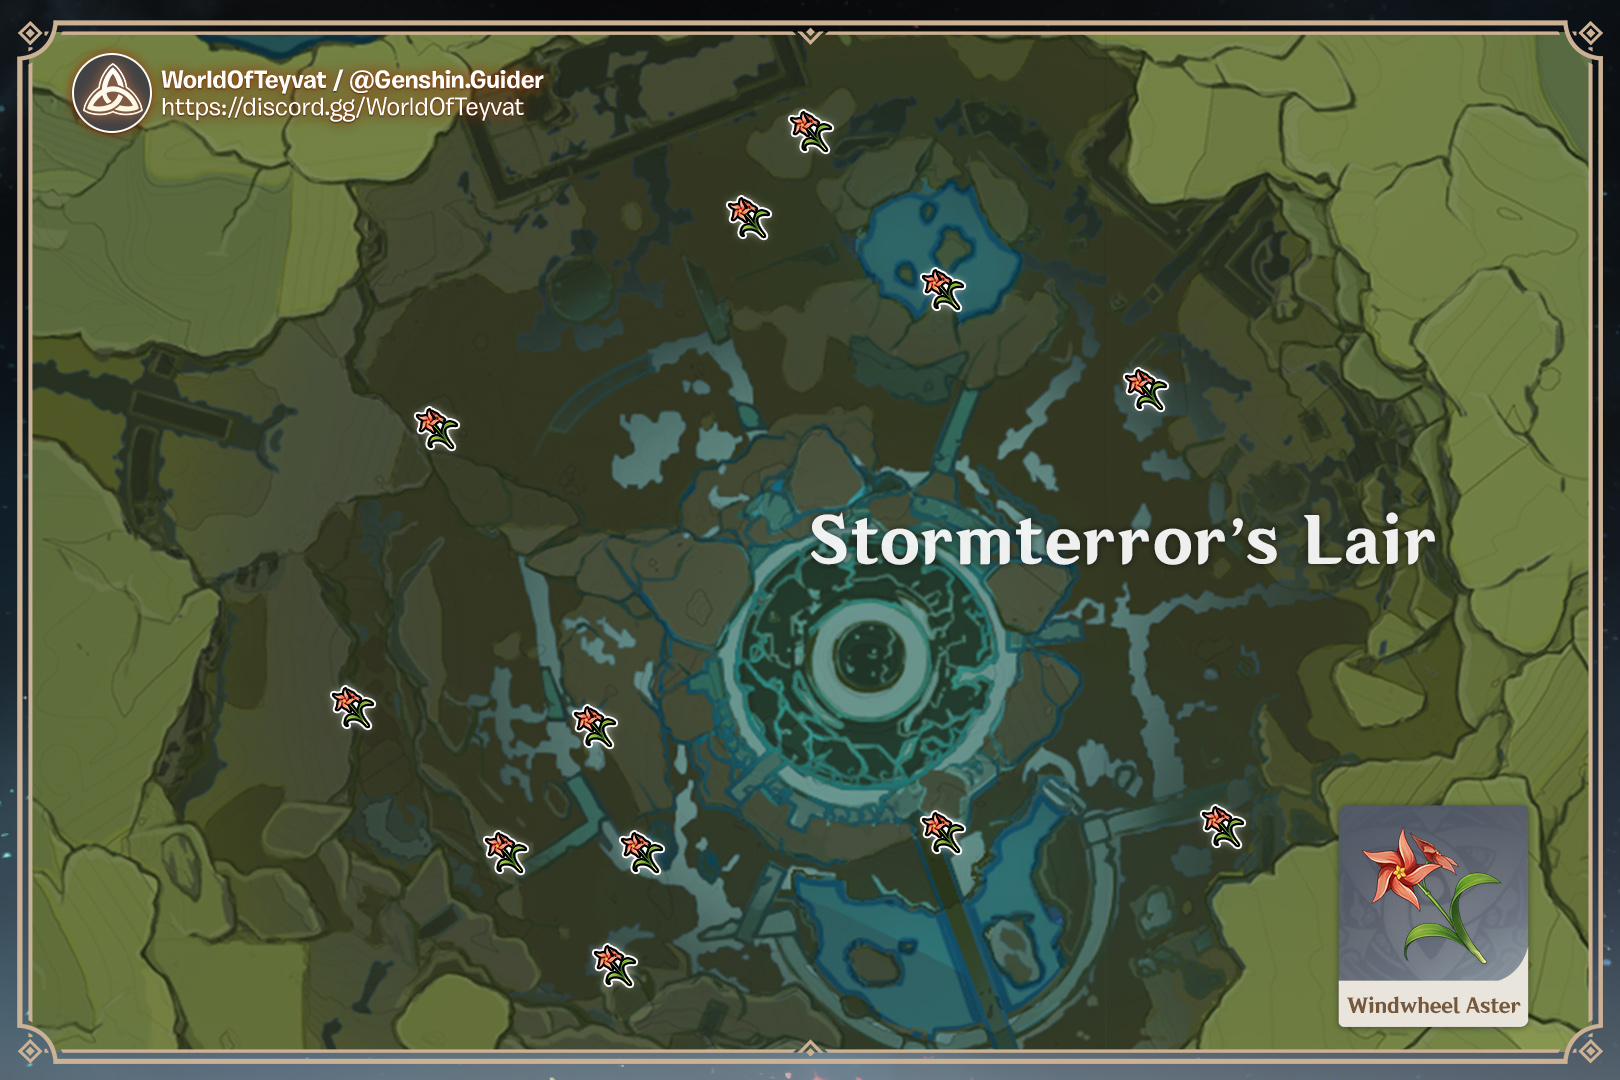 WorldOfTeyvat / @Genshin.Guider
https://discord.gg/WorldOfTeyvat
Stormterror's Lair
Windwheel Aster